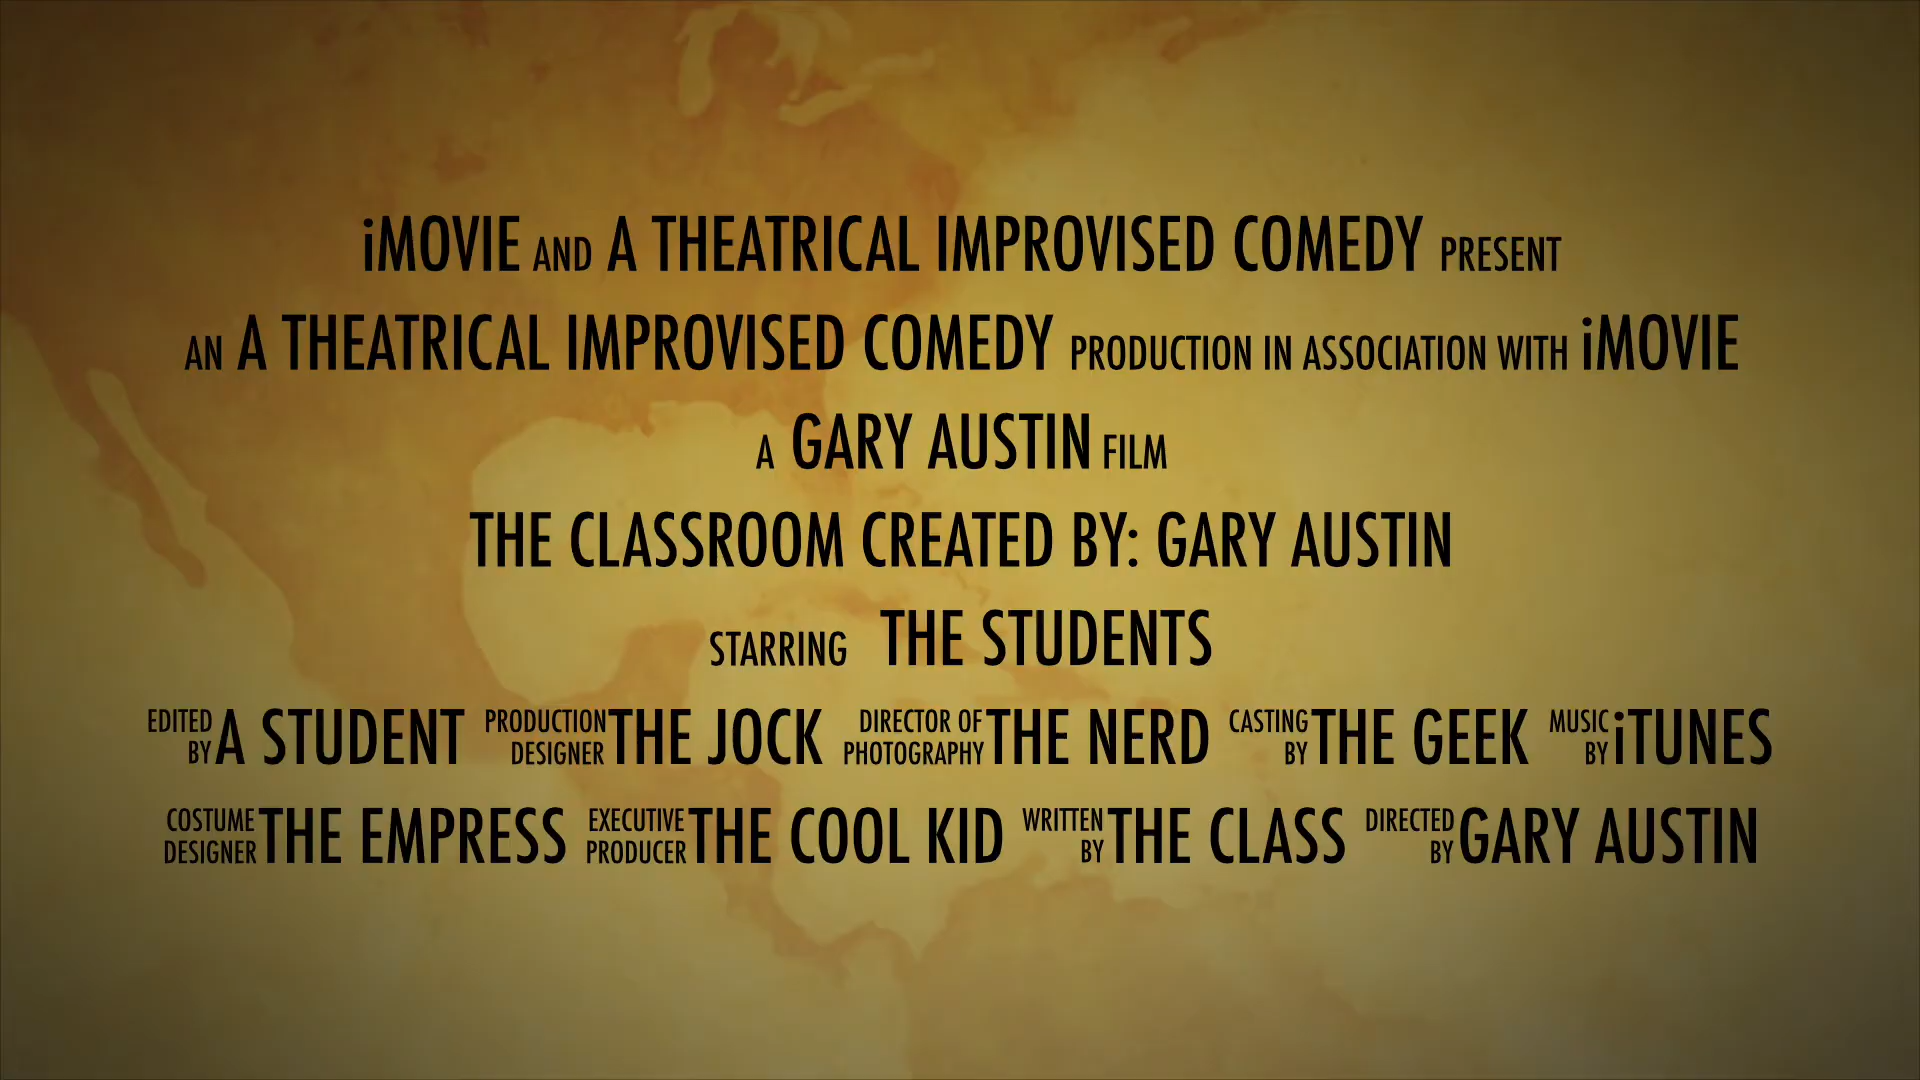 iMOVIE AND A THEATRICAL IMPROVISED COMEDY PRESENT
AN A THEATRICAL IMPROVISED COMEDY PRODUCTION IN ASSOCIATION WITH iMOVIE
A GARY AUSTIN FILM
THE CLASSROOM CREATED BY: GARY AUSTIN
STARRING THE STUDENTS
EDITED BY A STUDENT PRODUCTION DESIGNER THE JOCK DIRECTOR OF PHOTOGRAPHY THE NERD CASTING BY THE GEEK MUSIC BY iTUNES
COSTUME DESIGNER THE EMPRESS EXECUTIVE PRODUCER THE COOL KID WRITTEN BY THE CLASS DIRECTED BY GARY AUSTIN